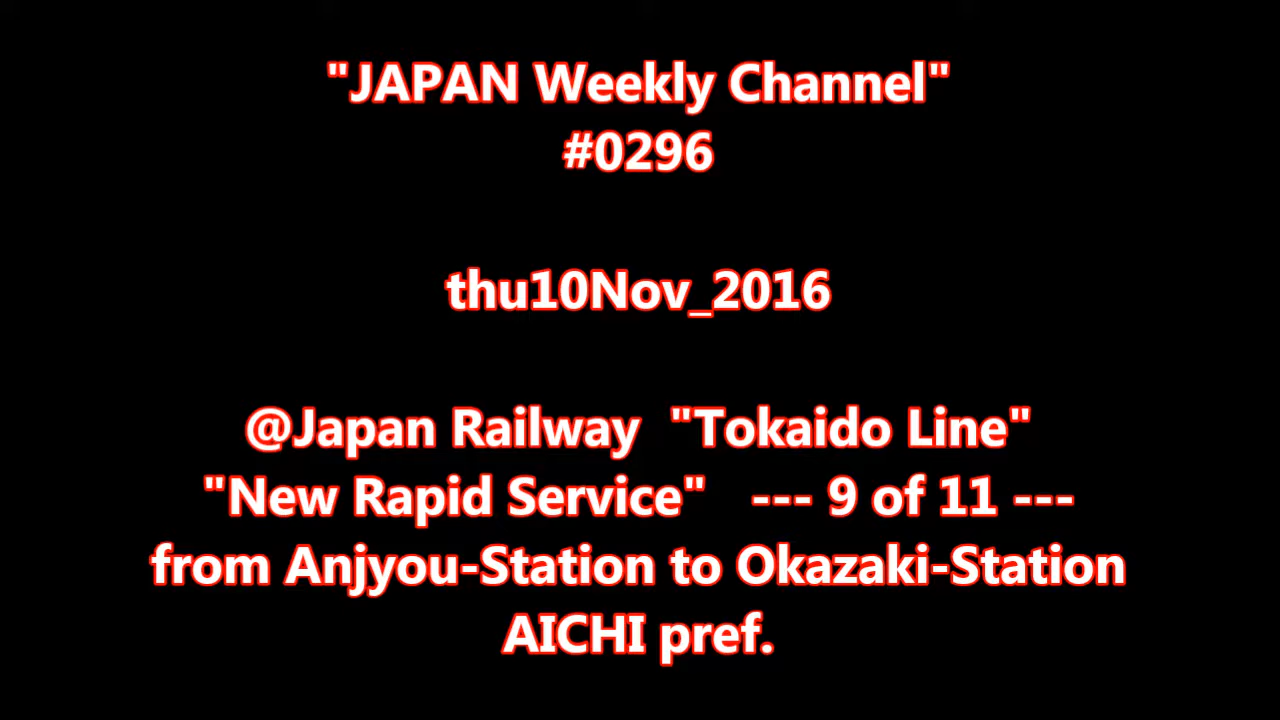 "JAPAN Weekly Channel"
#0296
thu10Nov_2016
@Japan Railway  "Tokaido Line"
"New Rapid Service"   --- 9 of 11 ---
from Anjyou-Station to Okazaki-Station
AICHI pref.